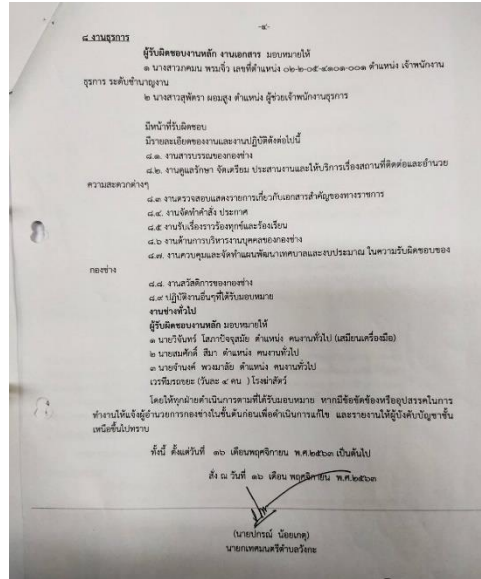 -๔-
๘ งานธุรการ
ผู้รับผิดชอบงานหลัก งานเอกสาร มอบหมายให้
๑ นางสาวภคมน พรมจิ๋ว เลขที่ตำแหน่ง ๐๒-๒-๐๕-๔๑๐๑-๐๐๑ ตำแหน่ง เจ้าพนักงาน
ธุรการ ระดับชำนาญงาน
๒ นางสาวสุพัตรา ผอมสูง ตำแหน่ง ผู้ช่วยเจ้าพนักงานธุรการ
มีหน้าที่รับผิดชอบ
มีรายละเอียดของงานและงานปฏิบัติดังต่อไปนี้
๘.๑. งานสารบรรณของกองช่าง
๘.๒. งานดูแลรักษา จัดเตรียม ประสานงานและให้บริการเรื่องสถานที่ติดต่อและอำนวย
ความสะดวกต่างๆ
๘.๓ งานตรวจสอบแสดงรายการเกี่ยวกับเอกสารสำคัญของทางราชการ
๘.๔. งานจัดทำคำสั่ง ประกาศ
๘.๕ งานรับเรื่องราวร้องทุกข์และร้องเรียน
๘.๖ งานด้านการบริหารงานบุคคลของกองช่าง
๘.๗. งานควบคุมและจัดทำแผนพัฒนาเทศบาลและงบประมาณ ในความรับผิดชอบของ
กองช่าง
๘.๘. งานสวัสดิการของกองช่าง
๘.๙ ปฏิบัติงานอื่นๆที่ได้รับมอบหมาย
งานช่างทั่วไป
ผู้รับผิดชอบงานหลัก มอบหมายให้
๑ นายวิจันทร์ โสภาปัจจุสมัย ตำแหน่ง คนงานทั่วไป (เสมียนเครื่องมือ)
๒ นายสมศักดิ์ สีมา ตำแหน่ง คนงานทั่วไป
๓ นายจำนงค์ พวงมาลัย ตำแหน่ง คนงานทั่วไป
เวรทีมรถขยะ (วันละ ๔ คน ) โรงฆ่าสัตว์
โดยให้ทุกฝ่ายดำเนินการตามที่ได้รับมอบหมาย หากมีข้อขัดข้องหรืออุปสรรคในการ
ทำงานให้แจ้งผู้อำนวยการกองช่างในชั้นต้นก่อนเพื่อดำเนินการแก้ไข และรายงานให้ผู้บังคับบัญชาชั้น
เหนือขึ้นไปทราบ
ทั้งนี้ ตั้งแต่วันที่ ๑๖ เดือนพฤศจิกายน พ.ศ.๒๕๖๓ เป็นต้นไป
สั่ง ณ วันที่ ๑๖ เดือน พฤศจิกายน พ.ศ.๒๕๖๓
(นายปกรณ์ น้อยเกตุ)
นายกเทศมนตรีตำบลวังกะ